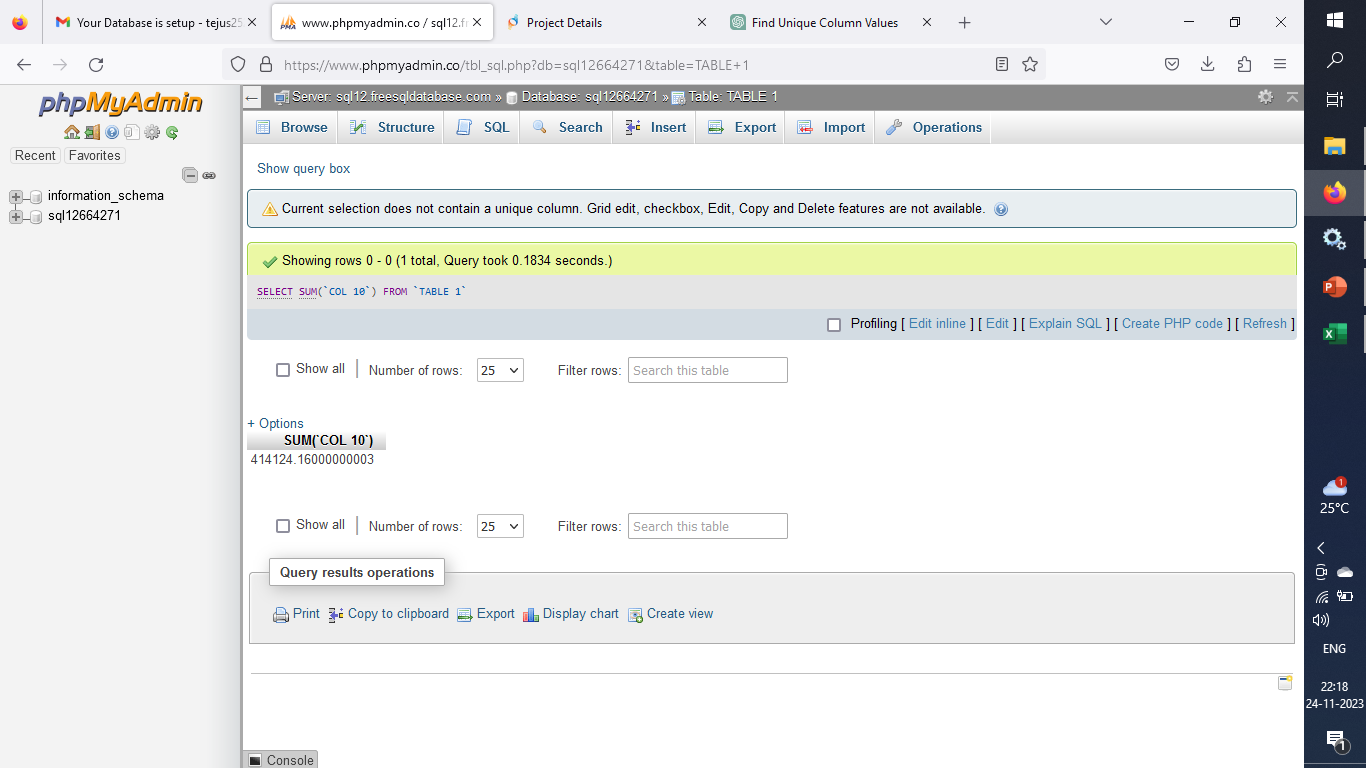 Your Database is setup - tejus25
www.phpmyadmin.co / sql12.fr
Project Details
Find Unique Column Values
https://www.phpmyadmin.co/tbl_sql.php?db=sql12664271&table=TABLE+1
phpMyAdmin
Recent Favorites
information_schema
sql12664271
Server: sql12.freesqldatabase.com » Database: sql12664271 » Table: TABLE 1
Browse Structure SQL Search Insert Export Import Operations
Show query box
Current selection does not contain a unique column. Grid edit, checkbox, Edit, Copy and Delete features are not available.
Showing rows 0 - 0 (1 total, Query took 0.1834 seconds.)
SELECT SUM(`COL 10`) FROM `TABLE 1`
Profiling [ Edit inline ] [ Edit ] [ Explain SQL ] [ Create PHP code ] [ Refresh ]
Show all Number of rows: 25 Filter rows: Search this table
+ Options
SUM(`COL 10`)
414124.16000000003
Show all Number of rows: 25 Filter rows: Search this table
Query results operations
Print Copy to clipboard Export Display chart Create view
Console
1
25°C
ENG
22:18
24-11-2023
1